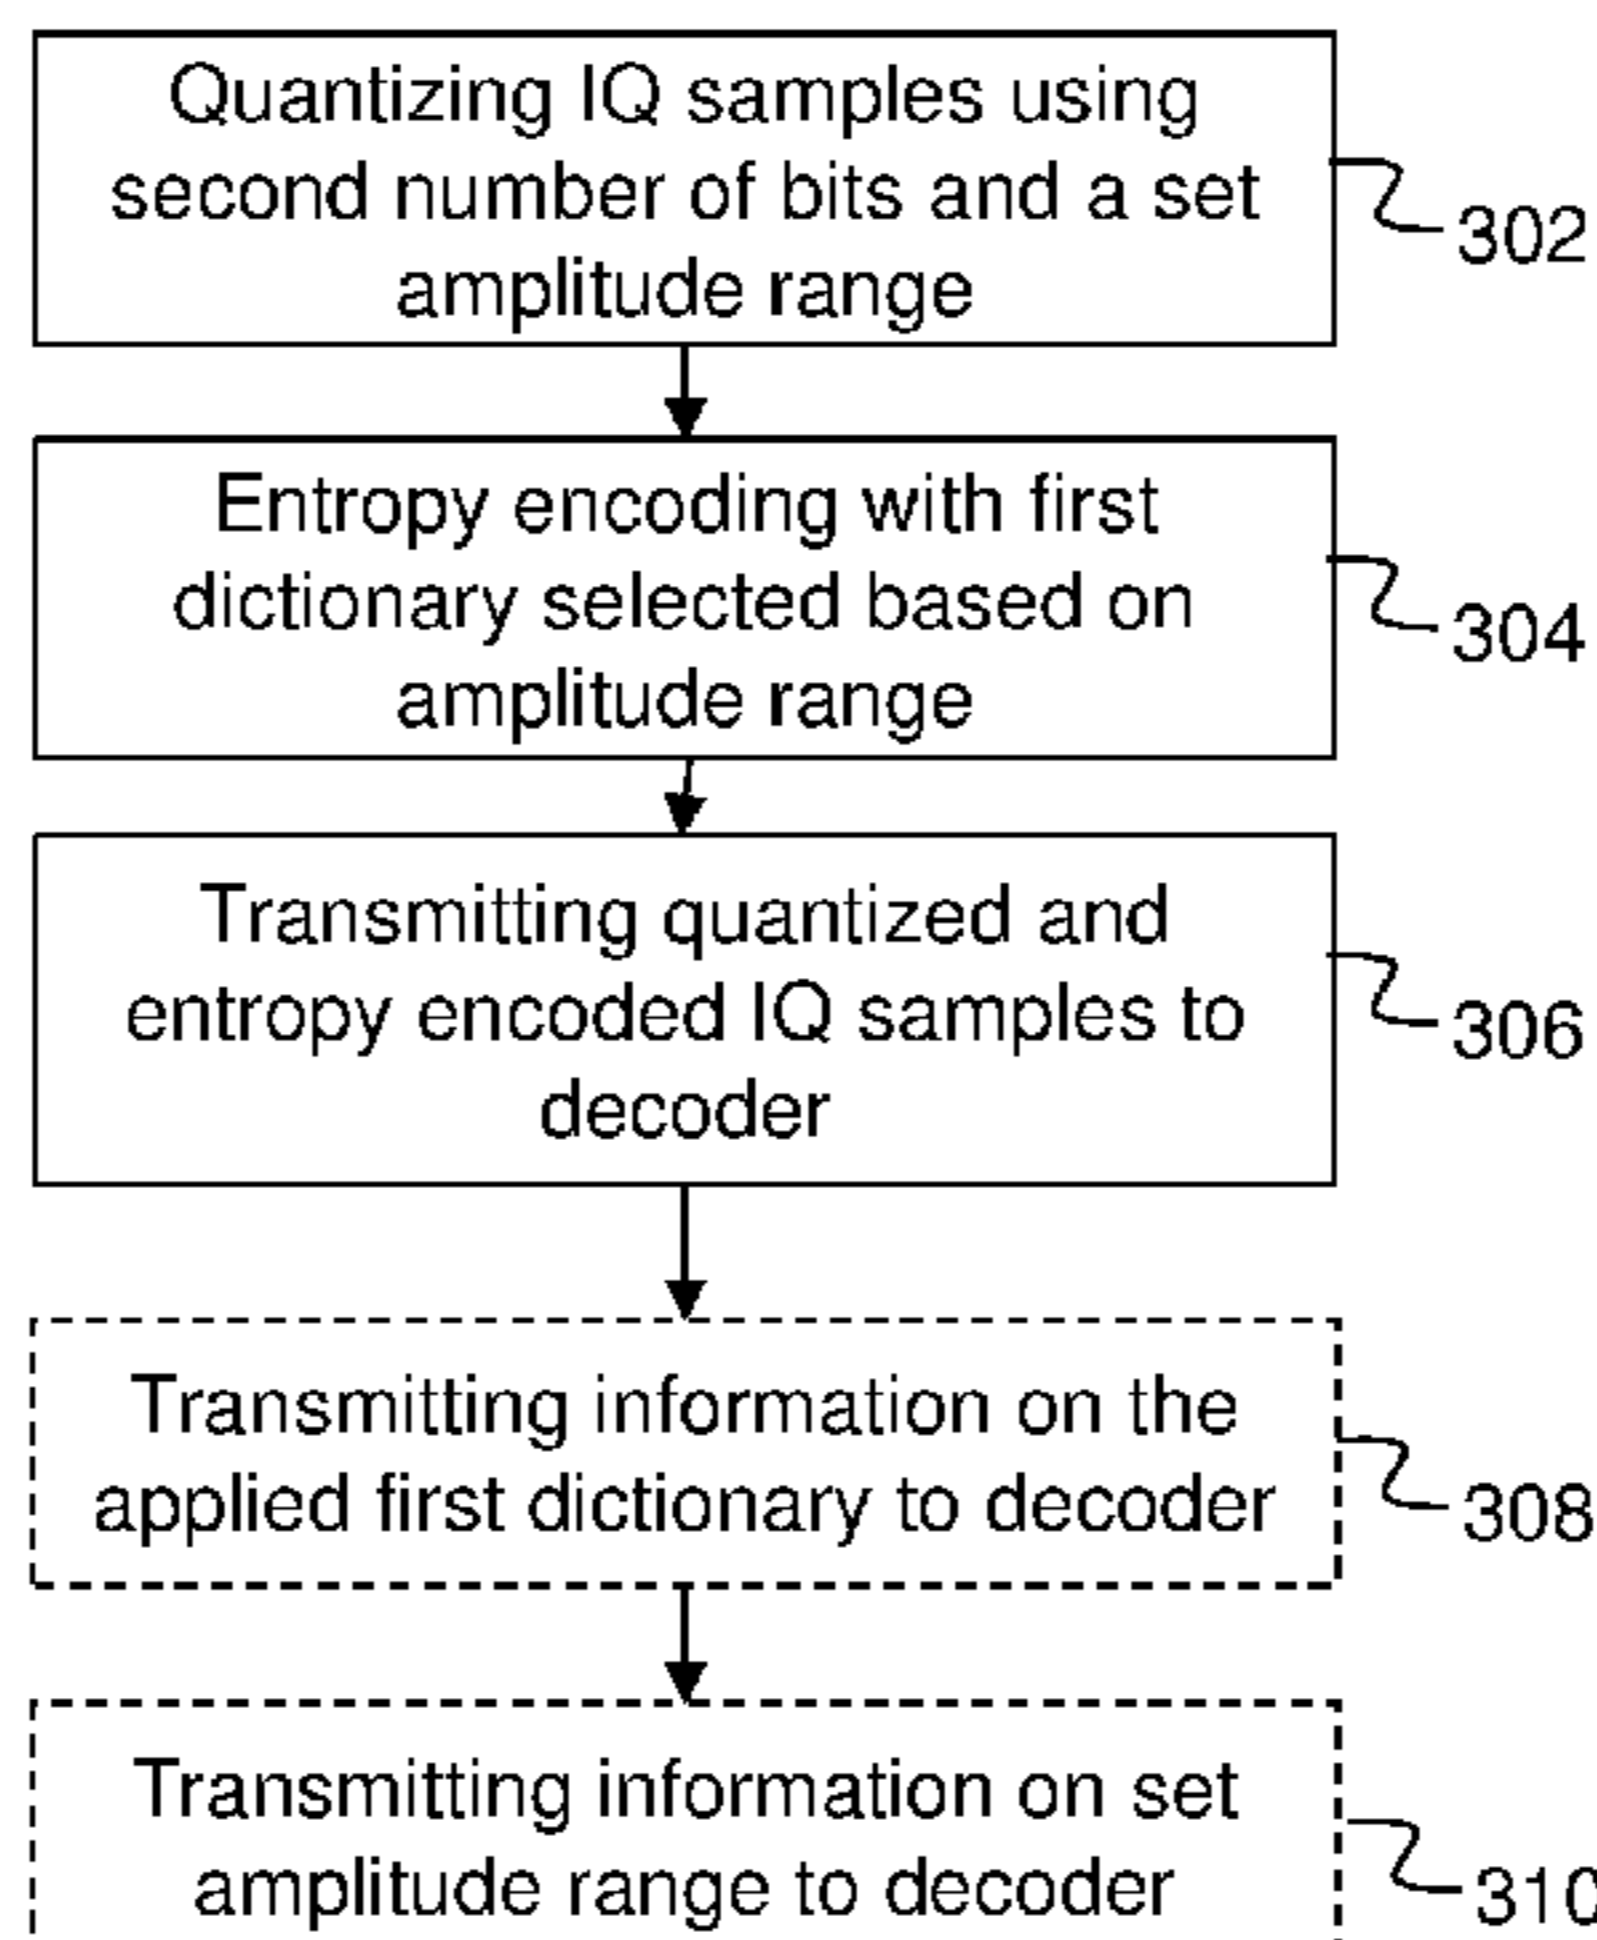 Quantizing IQ samples using
second number of bits and a set
amplitude range
302
Entropy encoding with first
dictionary selected based on
amplitude range
304
Transmitting quantized and
entropy encoded IQ samples to
decoder
306
Transmitting information on the
applied first dictionary to decoder
308
Transmitting information on set
amplitude range to decoder
310